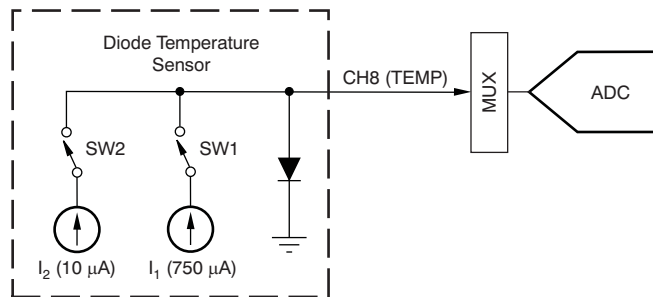 Diode Temperature
Sensor
CH8 (TEMP)
MUX
ADC
SW2
SW1
I₂ (10 µA)
I₁ (750 µA)